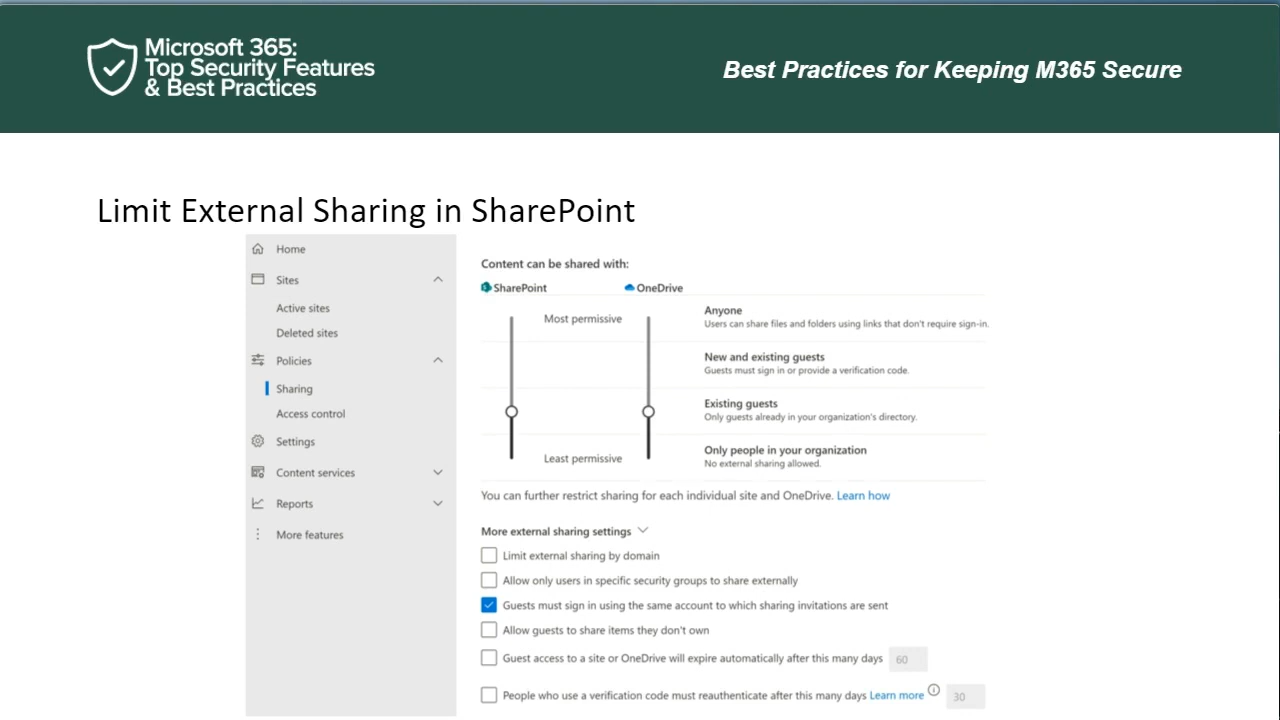 Microsoft 365:
Top Security Features
& Best Practices
Best Practices for Keeping M365 Secure
Limit External Sharing in SharePoint
Home
Sites
Active sites
Deleted sites
Policies
Sharing
Access control
Settings
Content services
Reports
More features
Content can be shared with:
SharePoint
OneDrive
Most permissive
Least permissive
Anyone
Users can share files and folders using links that don't require sign-in.
New and existing guests
Guests must sign in or provide a verification code.
Existing guests
Only guests already in your organization's directory.
Only people in your organization
No external sharing allowed.
You can further restrict sharing for each individual site and OneDrive. Learn how
More external sharing settings
Limit external sharing by domain
Allow only users in specific security groups to share externally
Guests must sign in using the same account to which sharing invitations are sent
Allow guests to share items they don't own
Guest access to a site or OneDrive will expire automatically after this many days 60
People who use a verification code must reauthenticate after this many days Learn more 30